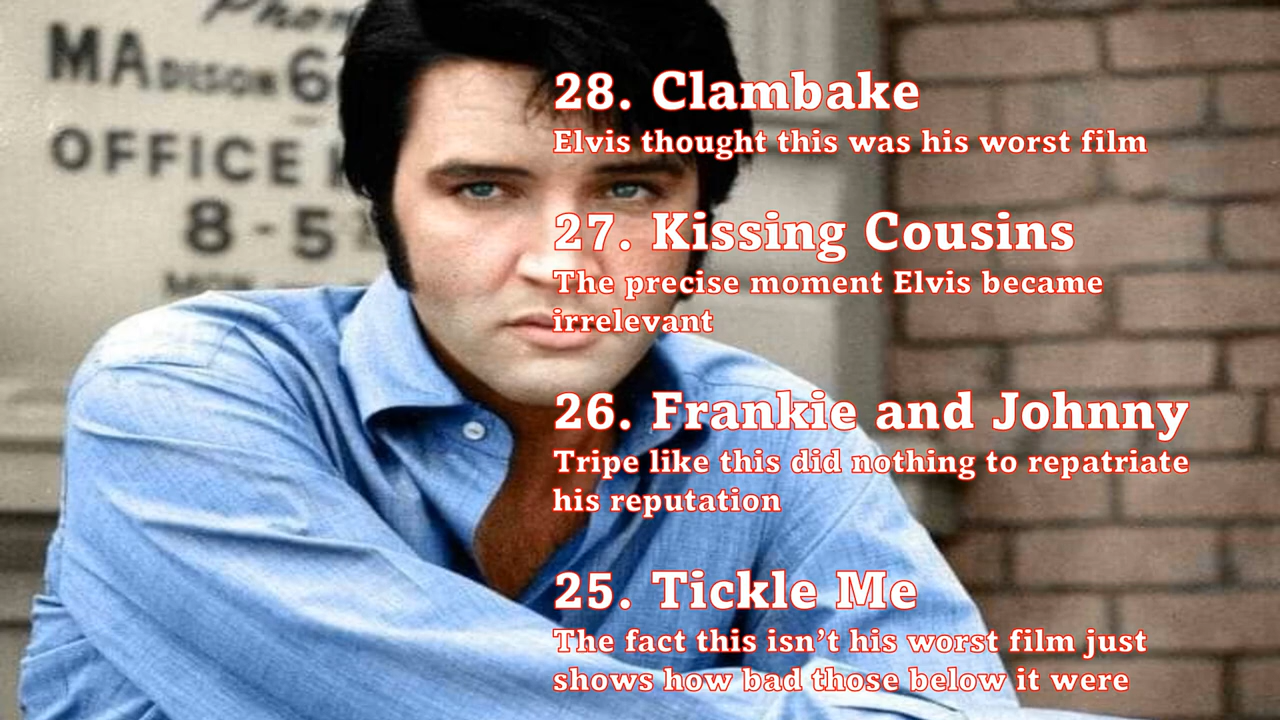 Phone
MADISON 6
OFFICE
8-5
28. Clambake
Elvis thought this was his worst film
27. Kissing Cousins
The precise moment Elvis became
irrelevant
26. Frankie and Johnny
Tripe like this did nothing to repatriate
his reputation
25. Tickle Me
The fact this isn’t his worst film just
shows how bad those below it were